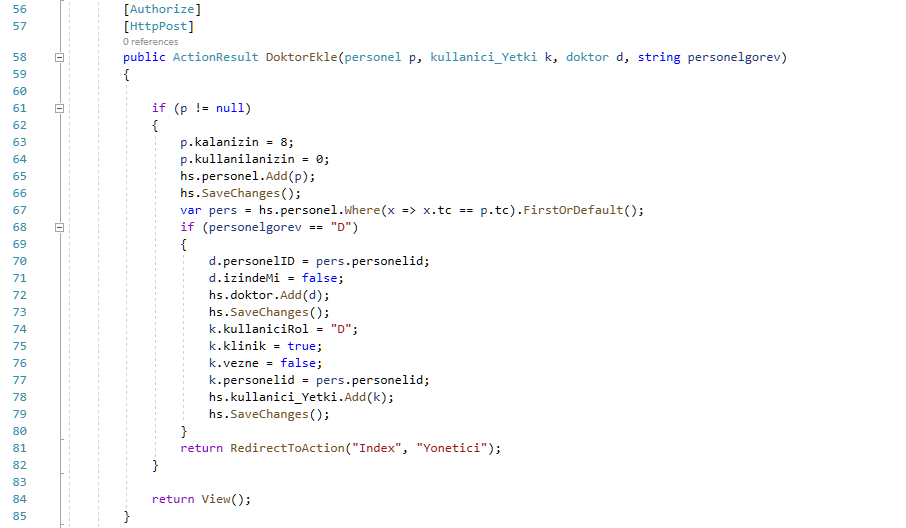 56 [Authorize]
57 [HttpPost]
0 references
58 public ActionResult DoktorEkle(personel p, kullanici_Yetki k, doktor d, string personelgorev)
59 {
60
61 if (p != null)
62 {
63 p.kalanizin = 8;
64 p.kullanilanizin = 0;
65 hs.personel.Add(p);
66 hs.SaveChanges();
67 var pers = hs.personel.Where(x => x.tc == p.tc).FirstOrDefault();
68 if (personelgorev == "D")
69 {
70 d.personelID = pers.personelid;
71 d.izindeMi = false;
72 hs.doktor.Add(d);
73 hs.SaveChanges();
74 k.kullaniciRol = "D";
75 k.klinik = true;
76 k.vezne = false;
77 k.personelid = pers.personelid;
78 hs.kullanici_Yetki.Add(k);
79 hs.SaveChanges();
80 }
81 return RedirectToAction("Index", "Yonetici");
82 }
83
84 return View();
85 }